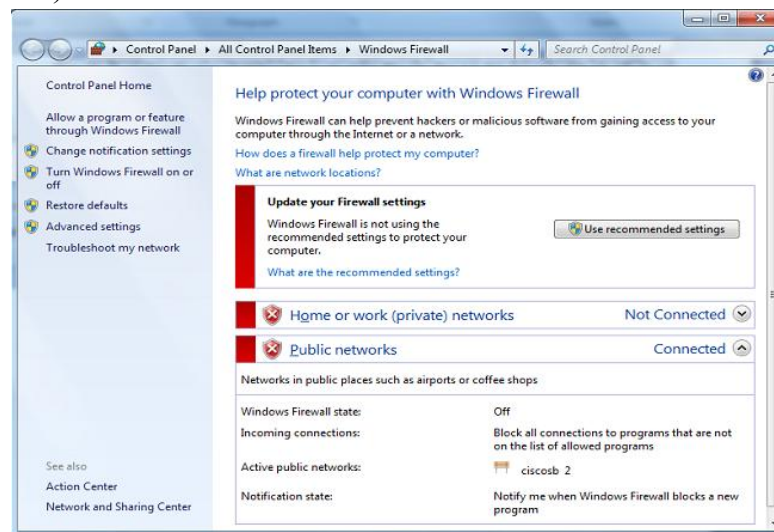 Control Panel ▸ All Control Panel Items ▸ Windows Firewall
Search Control Panel
Control Panel Home
Allow a program or feature
through Windows Firewall
Change notification settings
Turn Windows Firewall on or
off
Restore defaults
Advanced settings
Troubleshoot my network
See also
Action Center
Network and Sharing Center
Help protect your computer with Windows Firewall
Windows Firewall can help prevent hackers or malicious software from gaining access to your
computer through the Internet or a network.
How does a firewall help protect my computer?
What are network locations?
Update your Firewall settings
Windows Firewall is not using the
recommended settings to protect your
computer.
What are the recommended settings?
Use recommended settings
Home or work (private) networks Not Connected
Public networks Connected
Networks in public places such as airports or coffee shops
Windows Firewall state: Off
Incoming connections: Block all connections to programs that are not
on the list of allowed programs
Active public networks: ciscosb 2
Notification state: Notify me when Windows Firewall blocks a new
program